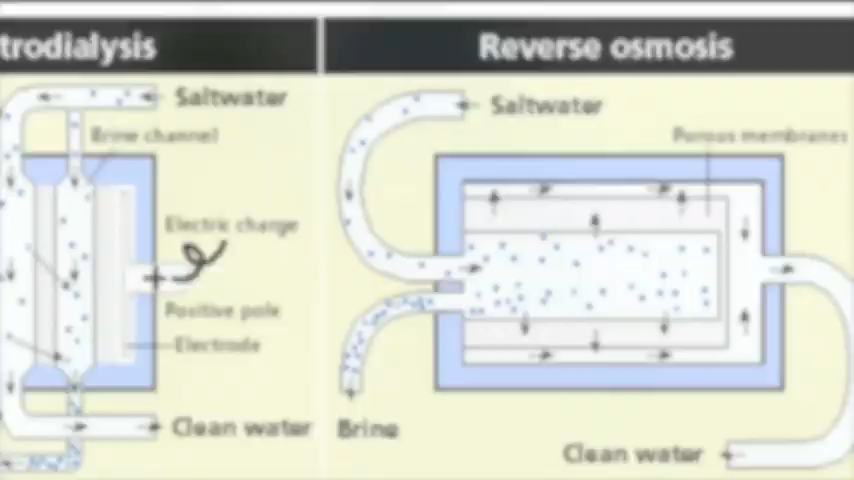 trodialysis
Saltwater
Brine channel
Electric charge
+
Positive pole
Electrode
Clean water
Reverse osmosis
Saltwater
Porous membranes
Brine
Clean water